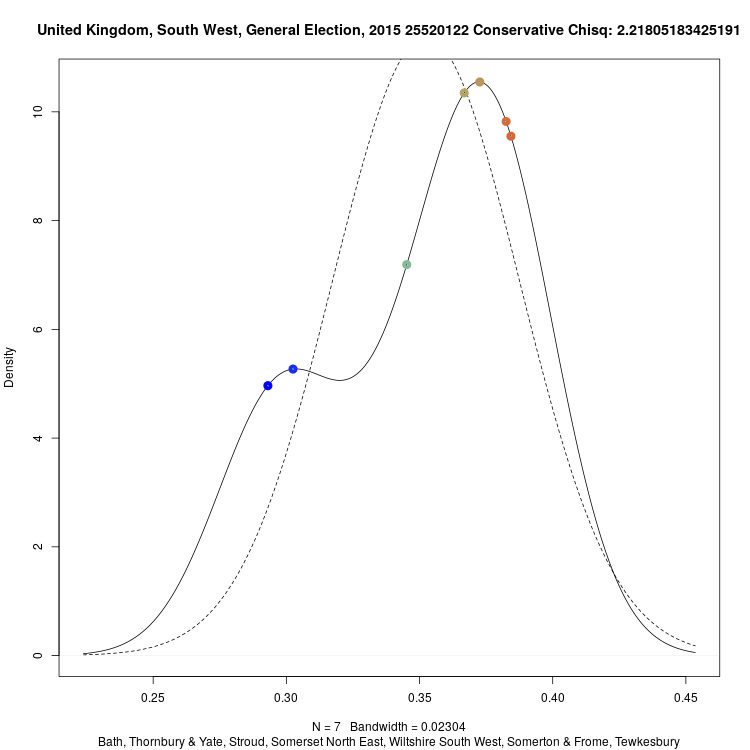 United Kingdom, South West, General Election, 2015 25520122 Conservative Chisq: 2.21805183425191
Density
10
8
6
4
2
0
0.25 0.30 0.35 0.40 0.45
N = 7 Bandwidth = 0.02304
Bath, Thornbury & Yate, Stroud, Somerset North East, Wiltshire South West, Somerton & Frome, Tewkesbury